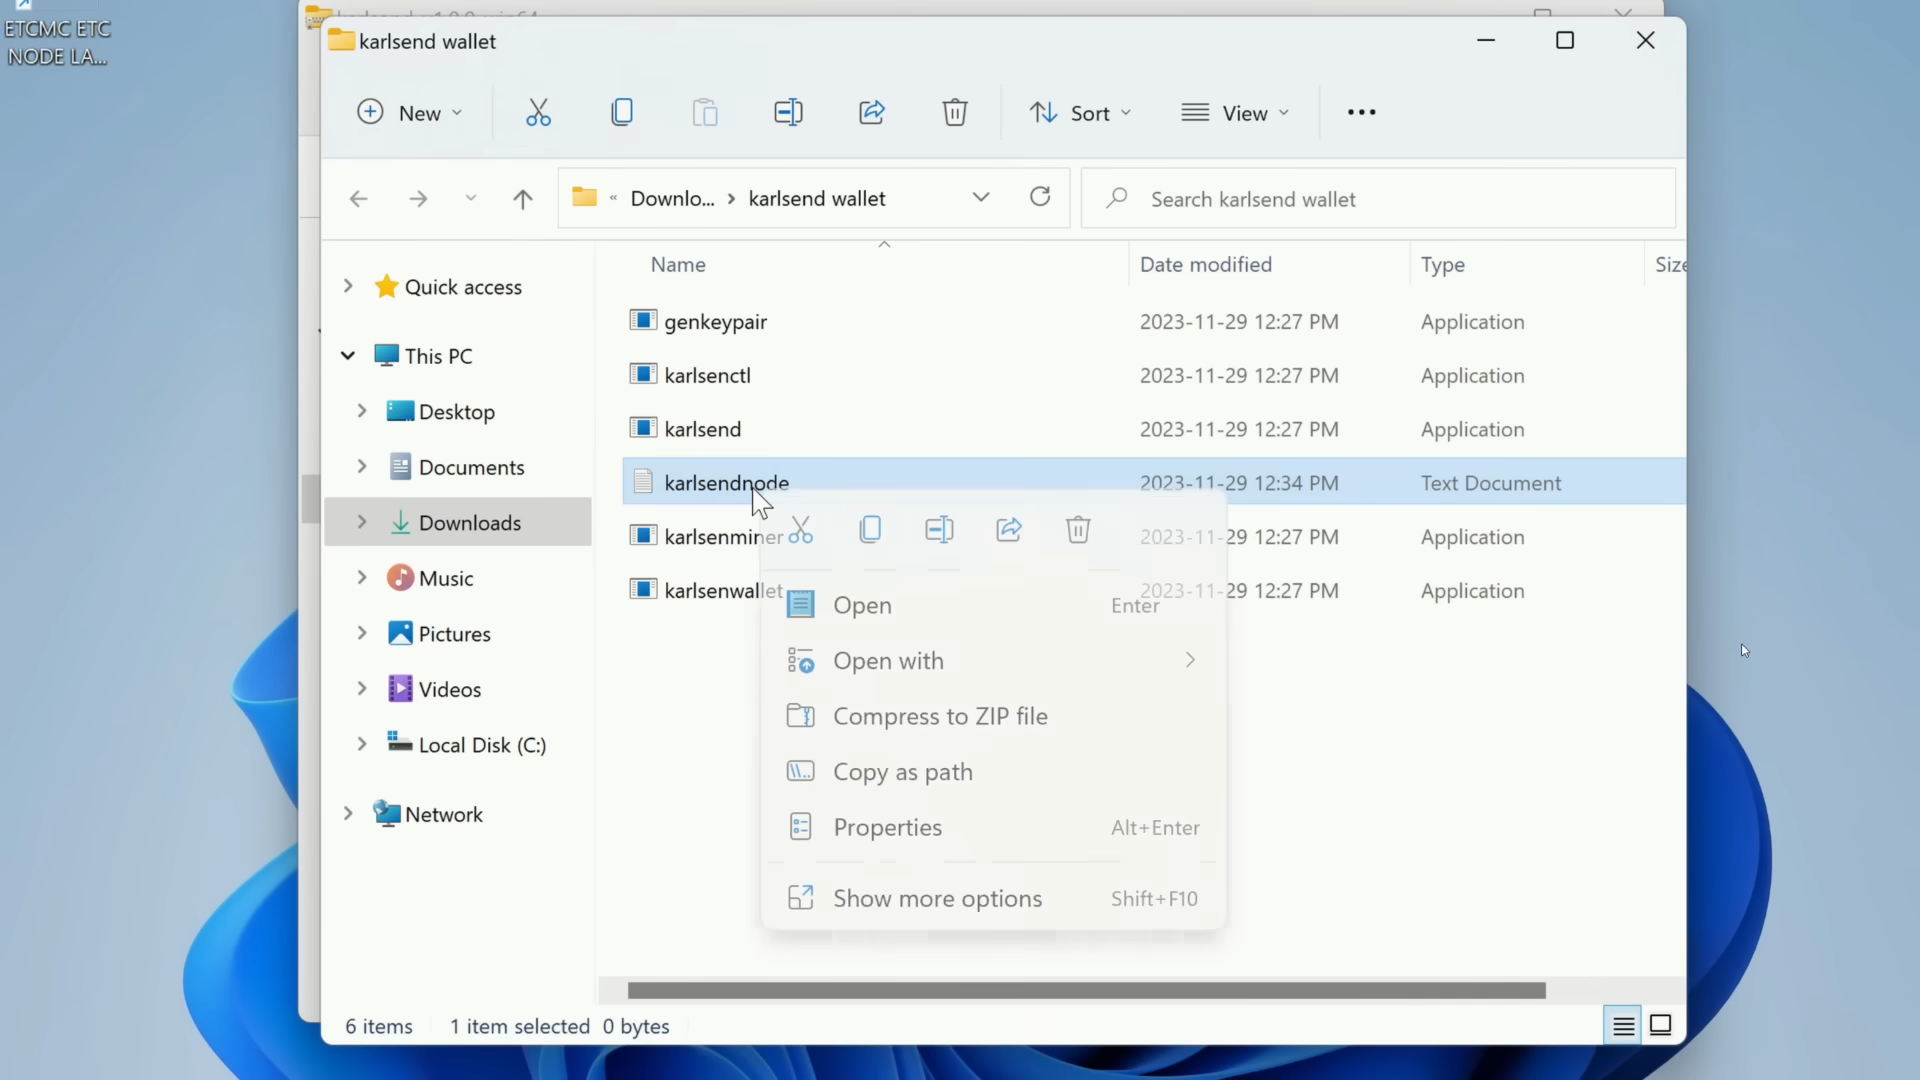 ETCMC ETC
NODE LA...
karlsend wallet
New
Sort
View
Downlo...
karlsend wallet
Search karlsend wallet
Name
Date modified
Type
Size
Quick access
This PC
Desktop
Documents
Downloads
Music
Pictures
Videos
Local Disk (C:)
Network
genkeypair 2023-11-29 12:27 PM Application
karlsenctl 2023-11-29 12:27 PM Application
karlsend 2023-11-29 12:27 PM Application
karlsendnode 2023-11-29 12:34 PM Text Document
karlsenminer 2023-11-29 12:27 PM Application
karlsenwallet 2023-11-29 12:27 PM Application
Open Enter
Open with
Compress to ZIP file
Copy as path
Properties Alt+Enter
Show more options Shift+F10
6 items 1 item selected 0 bytes